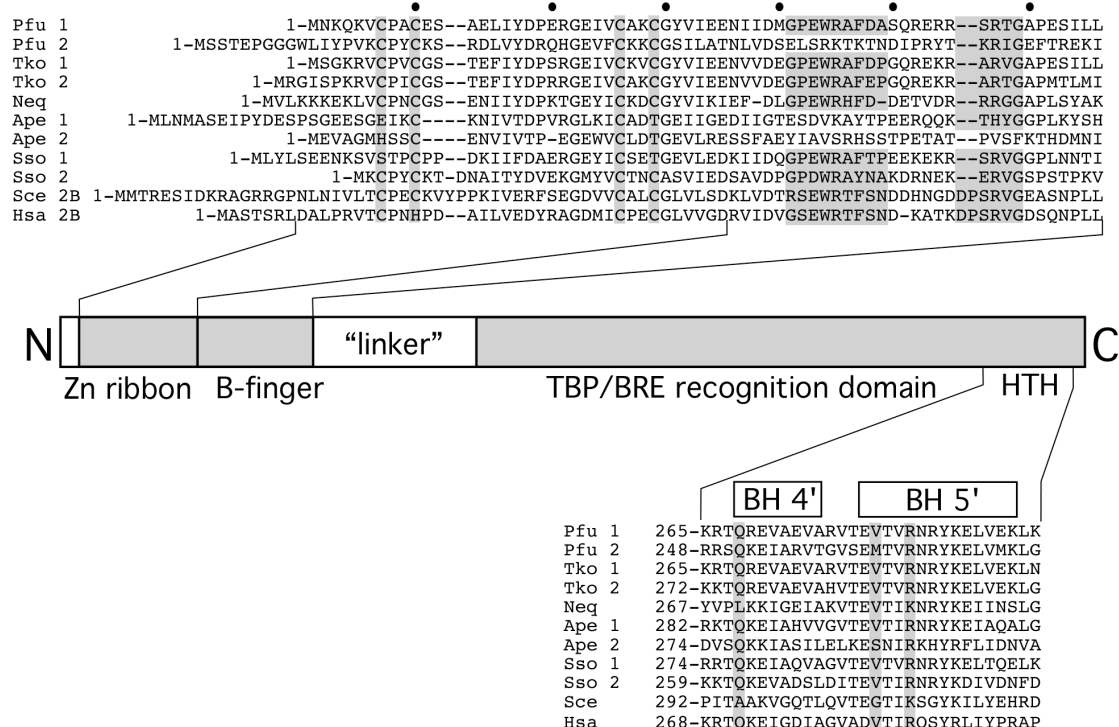 Pfu 1 1-MNKQKVCPACES--AELIYDPERGEIVCAKCGYVIEENIIDMGPEWRAFDASQRERR--SRTGAPESILL
Pfu 2 1-MSSTEPGGGWLIYPVKCPYCKS--RDLVYDRQHGEVFCKKCGSILATNLVDSELSRKTKTNDIPRYT--KRIGEFTREKI
Tko 1 1-MSGKRVCPVCGS--TEFIYDPSRGEIVCKVCGYVIEENVVDEGPEWRAFDPGQREKR--ARVGAPESILL
Tko 2 1-MRGISPKRVCPICGS--TEFIYDPRRGEIVCAKCGYVIEENVVDEGPEWRAFEPGQREKR--ARTGAPMTLMI
Neq 1-MVLKKKEKLVCPNCGS--ENIIYDPKTGEYICKDCGYVIKIEF-DLGPEWRHFD-DETVDR--RRGGAPLSYAK
Ape 1 1-MLNMASEIPYDESPSGEESGEIKC----KNIVTDPVRGLKICADTGEIIGEDIIGTESDVKAYTPEERQQK--THYGGPLKYSH
Ape 2 1-MEVAGMHSSC----ENVIVTP-EGEWVCLDTGEVLRESSFAEYIAVSRHSSTPETAT--PVSFKTHDMNI
Sso 1 1-MLYLSEENKSVSTPCPP--DKIIFDAERGEYICSETGEVLEDKIIDQGPEWRAFTPEEKEKR--SRVGGPLNNTI
Sso 2 1-MKCPYCKT-DNAITYDVEKGMYVCTNCASVIEDSAVDPGPDWRAYNAKDRNEK--ERVGSPSTPKV
Sce 2B 1-MMTRESIDKRAGRRGPNLNIVLTCPECKVYPPKIVERFSEGDVVCALCGLVLSDKLVDTRSEWRTFSNDDHNGDDPSRVGEASNPLL
Hsa 2B 1-MASTSRLDALPRVTCPNHPD--AILVEDYRAGDMICPECGLVVGDRVIDVGSEWRTFSND-KATKDPSRVGDSQNPLL
N “linker” C
Zn ribbon B-finger TBP/BRE recognition domain HTH
BH 4' BH 5'
Pfu 1 265-KRTQREVAEVARVTEVTVRNRYKELVEKLK
Pfu 2 248-RRSQKEIARVTGVSEMTVRNRYKELVMKLG
Tko 1 265-KRTQREVAEVARVTEVTVRNRYKELVEKLN
Tko 2 272-KKTQREVAEVAHVTEVTVRNRYKELVEKLG
Neq 267-YVPLKKIGEIAKVTEVTIKNRYKEIINSLG
Ape 1 282-RKTQKEIAHVVGVTEVTIRNRYKEIAQALG
Ape 2 274-DVSQKKIASILELKESNIRKHYRFLIDNVA
Sso 1 274-RRTQKEIAQVAGVTEVTVRNRYKELTQELK
Sso 2 259-KKTQKEVADSLDITEVTIRNRYKDIVDNFD
Sce 292-PITAAKVGQTLQVTEGTIKSGYKILYEHRD
Hsa 268-KRTQKEIGDIAGVADVTIRQSYRLIYPRAP